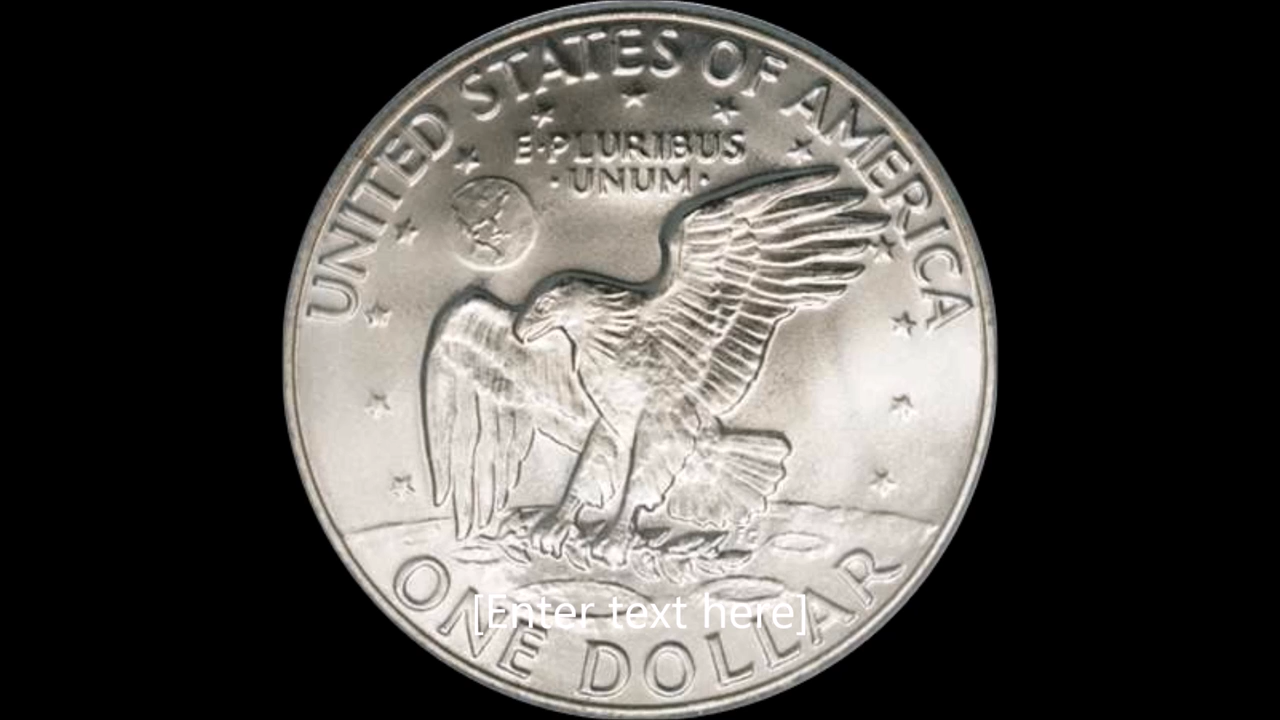 UNITED STATES OF AMERICA
E·PLURIBUS
·UNUM·
[Enter text here]
ONE DOLLAR